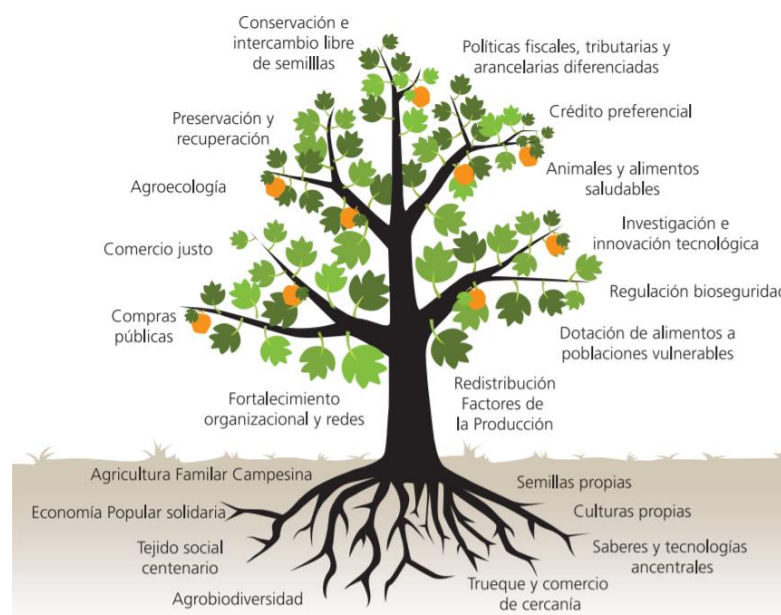 Conservación e
intercambio libre
de semilllas
Políticas fiscales, tributarias y
arancelarias diferenciadas
Preservación y
recuperación
Crédito preferencial
Agroecología
Animales y alimentos
saludables
Comercio justo
Investigación e
innovación tecnológica
Compras
públicas
Regulación bioseguridad
Dotación de alimentos a
poblaciones vulnerables
Fortalecimiento
organizacional y redes
Redistribución
Factores de
la Producción
Agricultura Familar Campesina
Semillas propias
Economía Popular solidaria
Culturas propias
Tejido social
centenario
Saberes y tecnologías
ancentrales
Agrobiodiversidad
Trueque y comercio
de cercanía